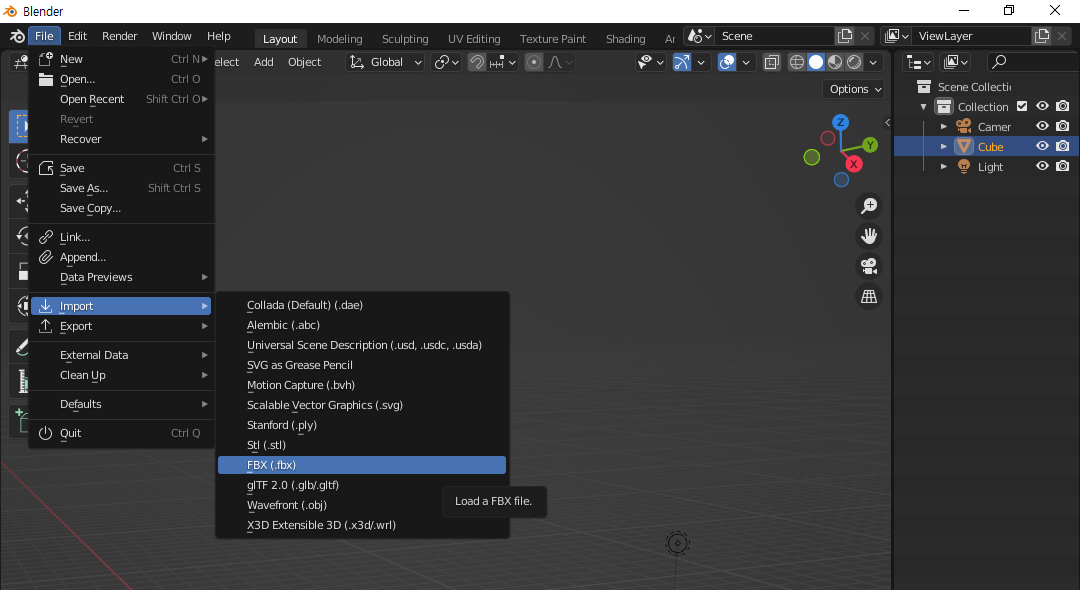 Blender
File Edit Render Window Help Layout Modeling Sculpting UV Editing Texture Paint Shading Ar Scene ViewLayer
elect Add Object Global
Options
New Ctrl N
Open... Ctrl O
Open Recent Shift Ctrl O
Revert
Recover
Save Ctrl S
Save As... Shift Ctrl S
Save Copy...
Link...
Append...
Data Previews
Import
Export
External Data
Clean Up
Defaults
Quit Ctrl Q
Collada (Default) (.dae)
Alembic (.abc)
Universal Scene Description (.usd, .usdc, .usda)
SVG as Grease Pencil
Motion Capture (.bvh)
Scalable Vector Graphics (.svg)
Stanford (.ply)
Stl (.stl)
FBX (.fbx)
glTF 2.0 (.glb/.gltf)
Wavefront (.obj)
X3D Extensible 3D (.x3d/.wrl)
Load a FBX file.
Z
Y
X
Scene Collecti
Collection
Camer
Cube
Light